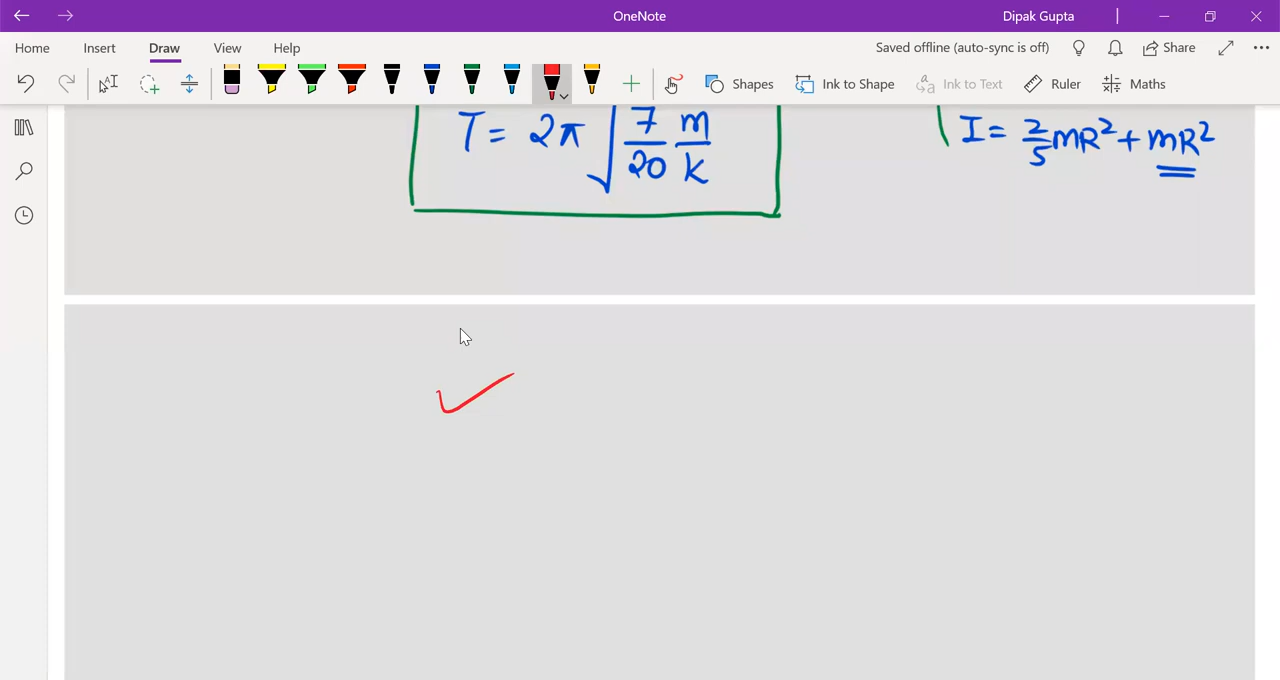 OneNote
Dipak Gupta
Home Insert Draw View Help
Saved offline (auto-sync is off) Share
Shapes Ink to Shape Ink to Text Ruler Maths
T = 2π √(7/20 m/k)
I = 2/5 mR² + mR²